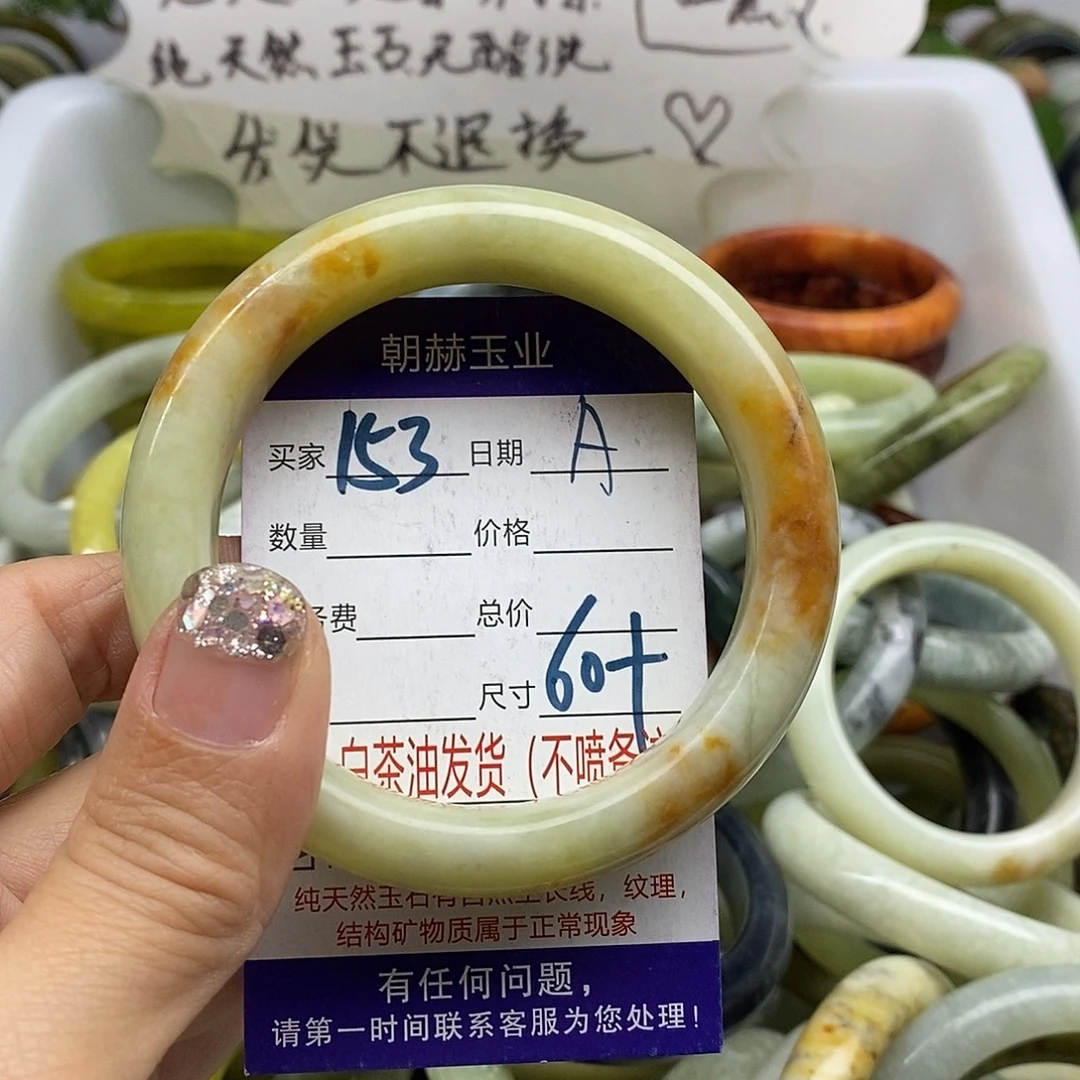 纯天然玉石无酸洗
发货不退换
朝赫玉业
买家 153 日期 A
数量 价格
费 总价
尺寸 60+
白茶油发货（不喷各
纯天然玉石有自然生长线，纹理，
结构矿物质属于正常现象
有任何问题，
请第一时间联系客服为您处理！